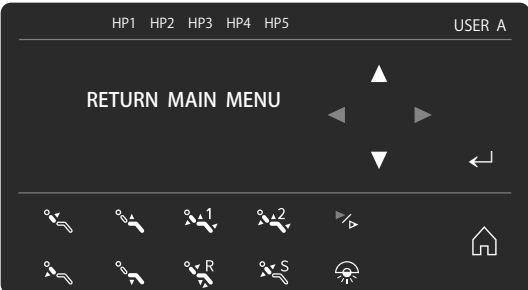 HP1 HP2 HP3 HP4 HP5 USER A
RETURN MAIN MENU
1 2
R S